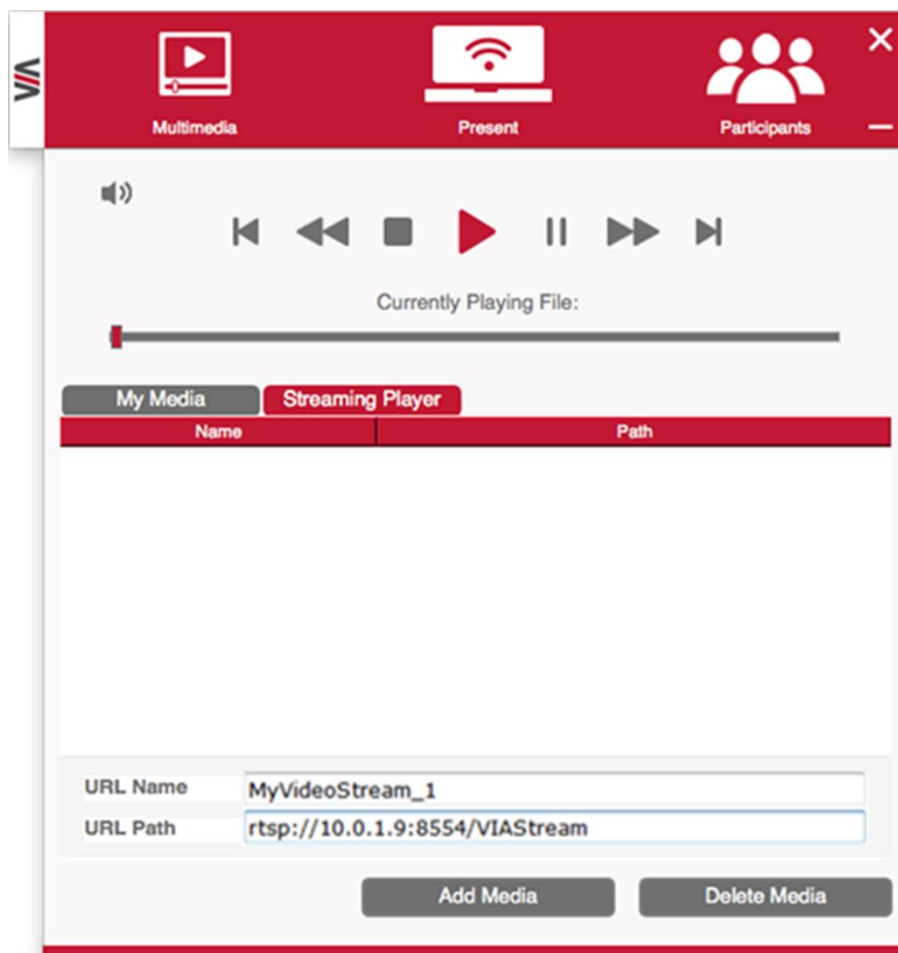 VIA
Multimedia Present Participants
Currently Playing File:
My Media Streaming Player
Name Path
URL Name MyVideoStream_1
URL Path rtsp://10.0.1.9:8554/VIAStream
Add Media Delete Media